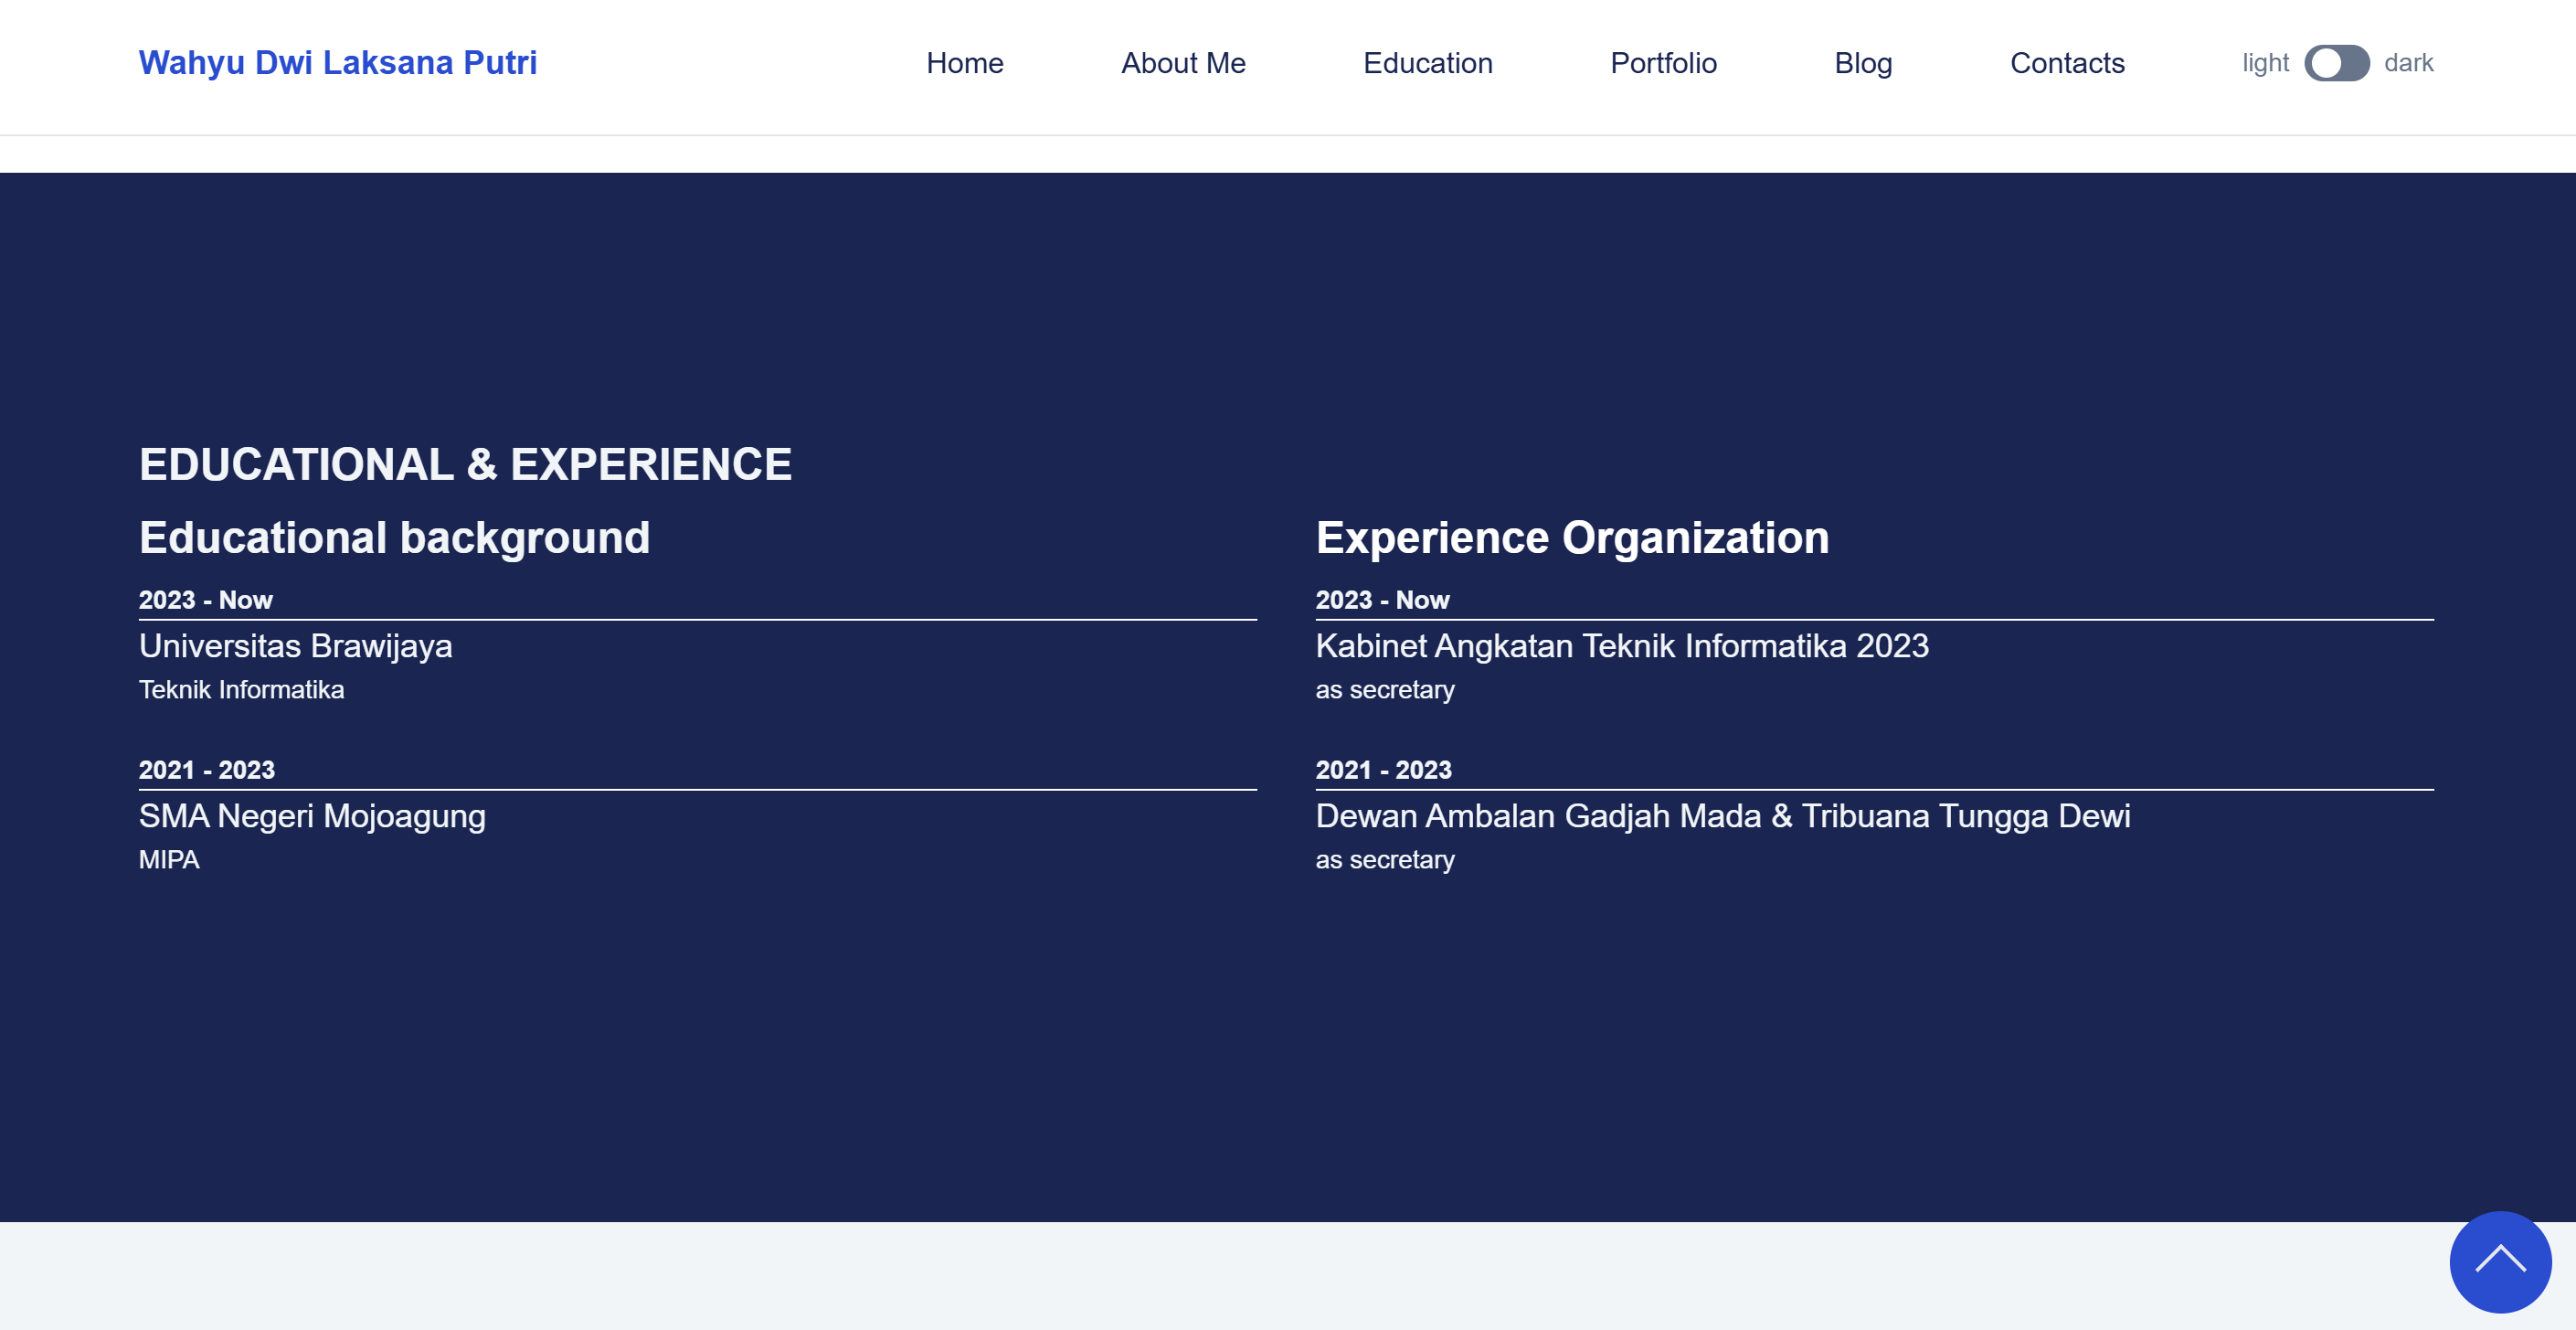 Wahyu Dwi Laksana Putri
Home
About Me
Education
Portfolio
Blog
Contacts
light
dark
EDUCATIONAL & EXPERIENCE
Educational background
2023 - Now
Universitas Brawijaya
Teknik Informatika
2021 - 2023
SMA Negeri Mojoagung
MIPA
Experience Organization
2023 - Now
Kabinet Angkatan Teknik Informatika 2023
as secretary
2021 - 2023
Dewan Ambalan Gadjah Mada & Tribuana Tungga Dewi
as secretary